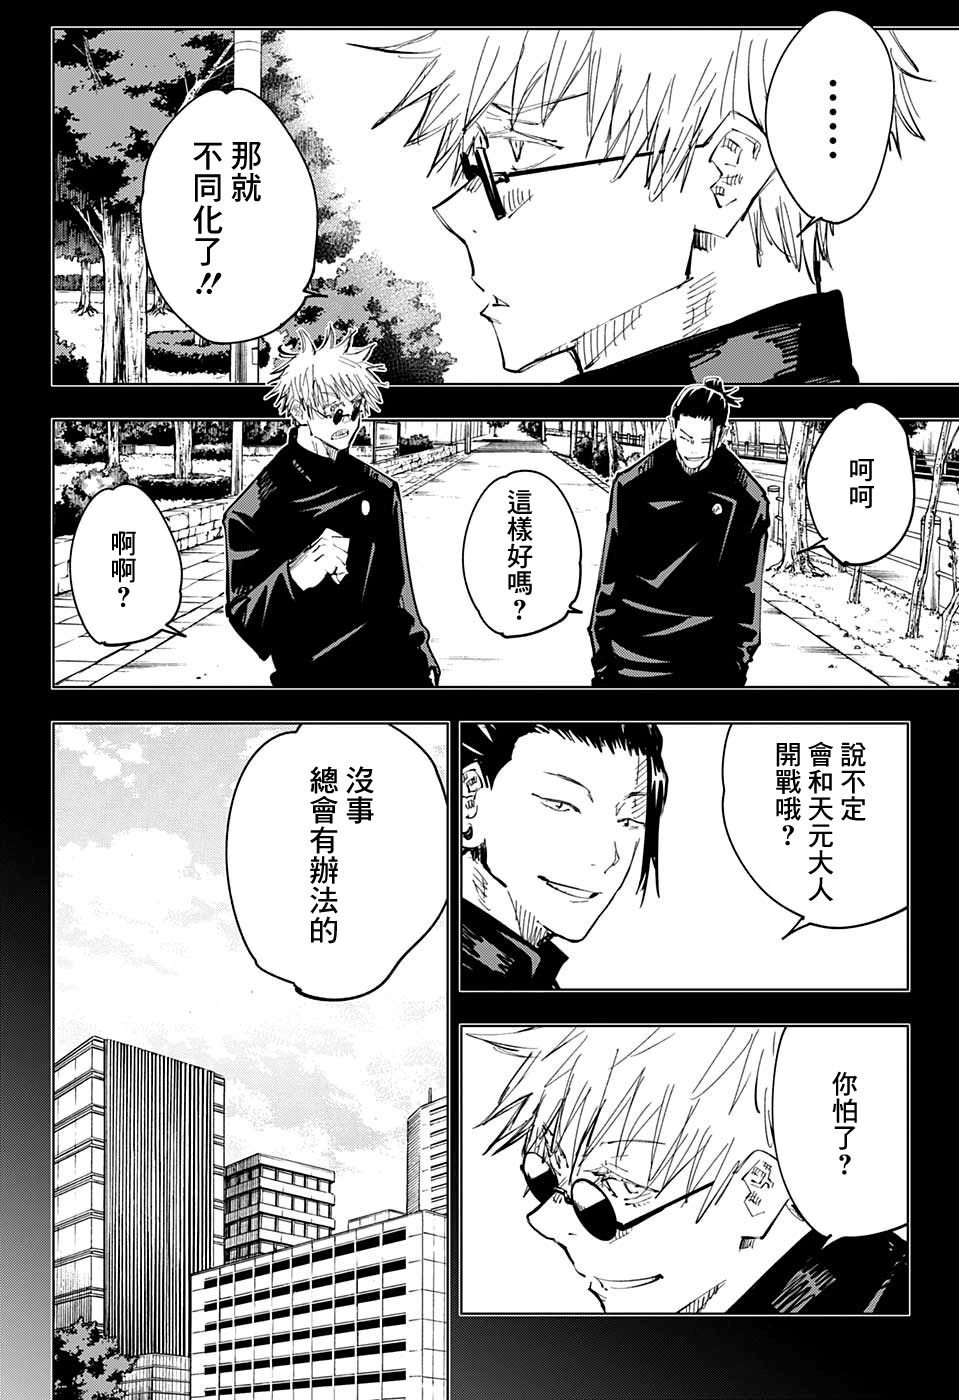 ……
那就
不同化了!!
呵呵
這樣好嗎?
啊啊?
說不定
會和天元大人
開戰哦?
你怕了?
沒事
總會有辦法的